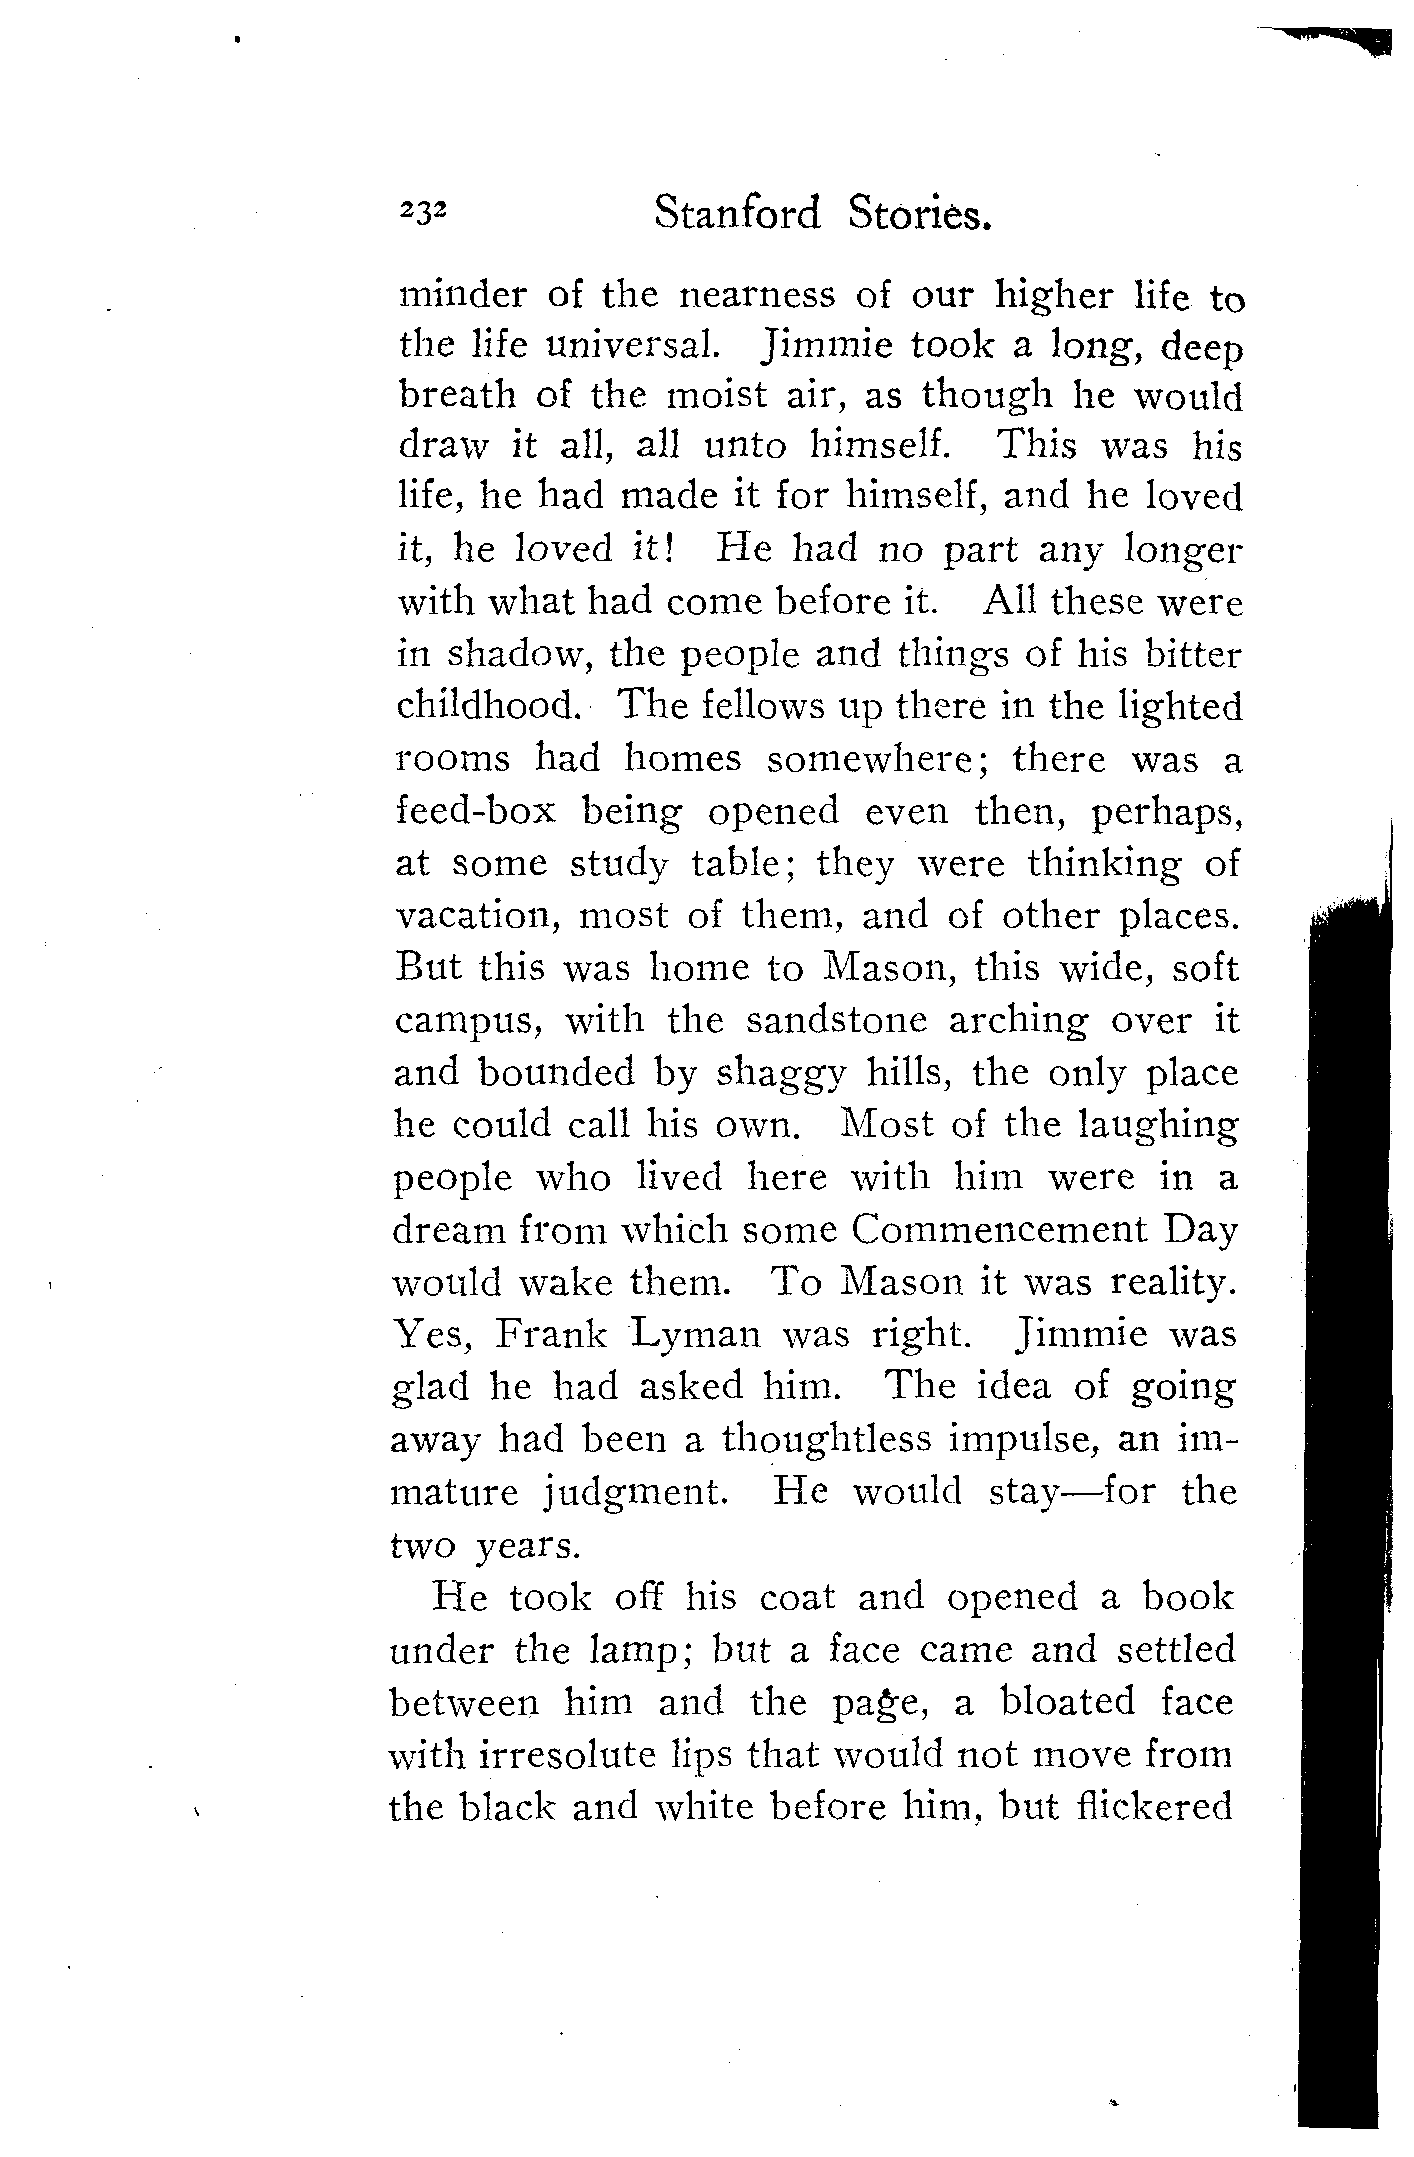 232 Stanford Stories.
minder of the nearness of our higher life to
the life universal. Jimmie took a long, deep
breath of the moist air, as though he would
draw it all, all unto himself. This was his
life, he had made it for himself, and he loved
it, he loved it! He had no part any longer
with what had come before it. All these were
in shadow, the people and things of his bitter
childhood. The fellows up there in the lighted
rooms had homes somewhere; there was a
feed-box being opened even then, perhaps,
at some study table; they were thinking of
vacation, most of them, and of other places.
But this was home to Mason, this wide, soft
campus, with the sandstone arching over it
and bounded by shaggy hills, the only place
he could call his own. Most of the laughing
people who lived here with him were in a
dream from which some Commencement Day
would wake them. To Mason it was reality.
Yes, Frank Lyman was right. Jimmie was
glad he had asked him. The idea of going
away had been a thoughtless impulse, an im-
mature judgment. He would stay—for the
two years.
He took off his coat and opened a book
under the lamp; but a face came and settled
between him and the page, a bloated face
with irresolute lips that would not move from
the black and white before him, but flickered